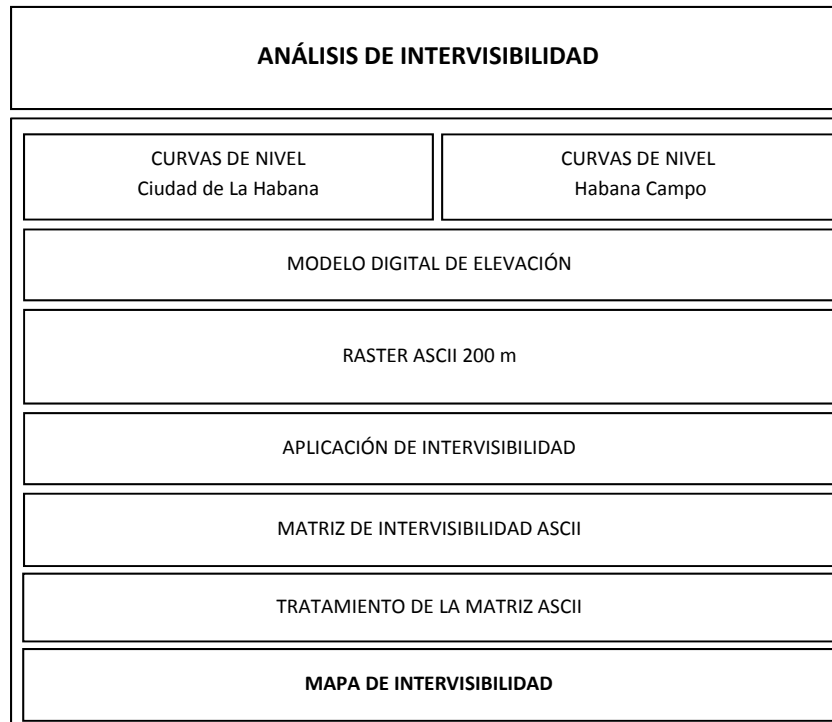 ANÁLISIS DE INTERVISIBILIDAD
CURVAS DE NIVEL
Ciudad de La Habana
CURVAS DE NIVEL
Habana Campo
MODELO DIGITAL DE ELEVACIÓN
RASTER ASCII 200 m
APLICACIÓN DE INTERVISIBILIDAD
MATRIZ DE INTERVISIBILIDAD ASCII
TRATAMIENTO DE LA MATRIZ ASCII
MAPA DE INTERVISIBILIDAD